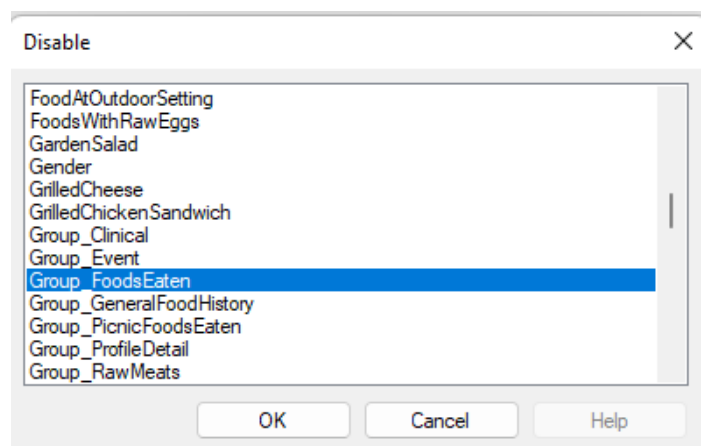 Disable
FoodAtOutdoorSetting
FoodsWithRawEggs
GardenSalad
Gender
GrilledCheese
GrilledChickenSandwich
Group_Clinical
Group_Event
Group_FoodsEaten
Group_GeneralFoodHistory
Group_PicnicFoodsEaten
Group_ProfileDetail
Group_RawMeats
OK Cancel Help